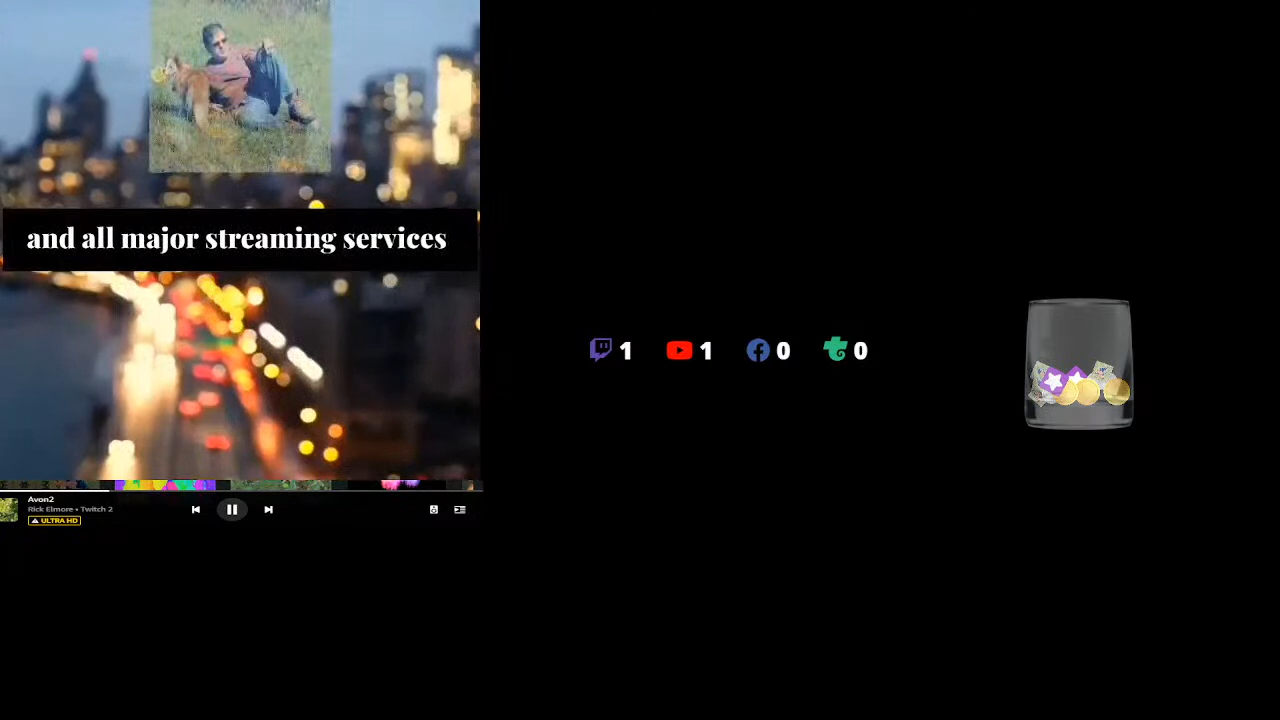 and all major streaming services
1
1
0
0
Avon2
Rick Elmore • Twitch 2
ULTRA HD